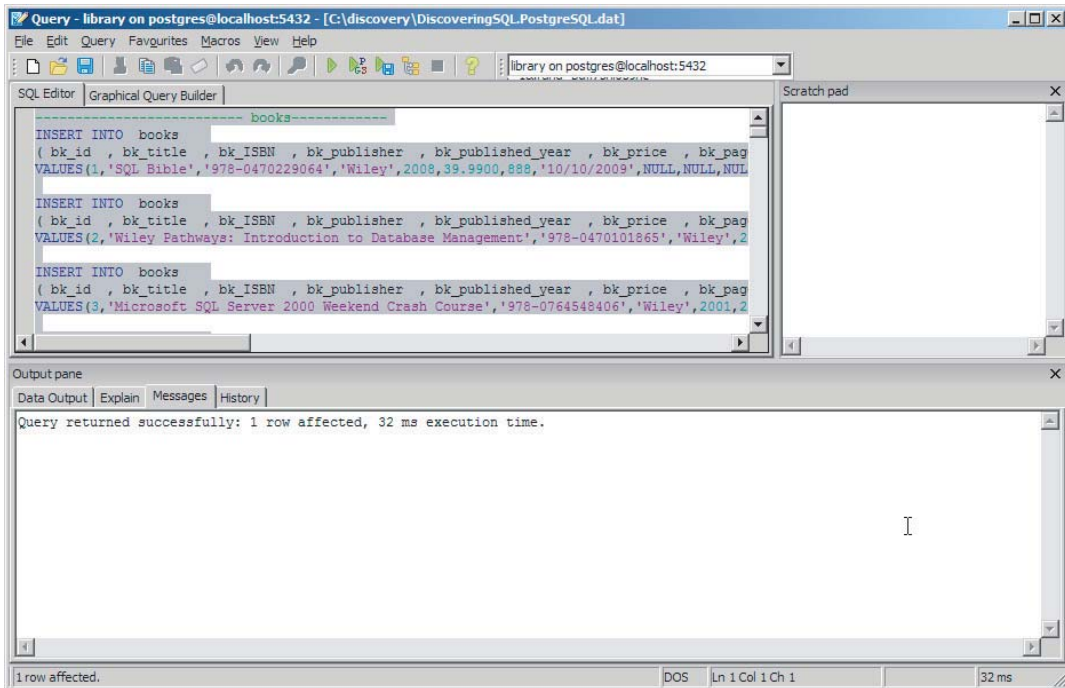 Query - library on postgres@localhost:5432 - [C:\discovery\DiscoveringSQL.PostgreSQL.dat]
File Edit Query Favourites Macros View Help
library on postgres@localhost:5432
SQL Editor Graphical Query Builder
Scratch pad
-------------------------- books------------
INSERT INTO books
( bk_id , bk_title , bk_ISBN , bk_publisher , bk_published_year , bk_price , bk_pag
VALUES(1,'SQL Bible','978-0470229064','Wiley',2008,39.9900,888,'10/10/2009',NULL,NULL,NUL
INSERT INTO books
( bk_id , bk_title , bk_ISBN , bk_publisher , bk_published_year , bk_price , bk_pag
VALUES(2,'Wiley Pathways: Introduction to Database Management','978-0470101865','Wiley',2
INSERT INTO books
( bk_id , bk_title , bk_ISBN , bk_publisher , bk_published_year , bk_price , bk_pag
VALUES(3,'Microsoft SQL Server 2000 Weekend Crash Course','978-0764548406','Wiley',2001,2
Output pane
Data Output Explain Messages History
Query returned successfully: 1 row affected, 32 ms execution time.
1 row affected.
DOS
Ln 1 Col 1 Ch 1
32 ms